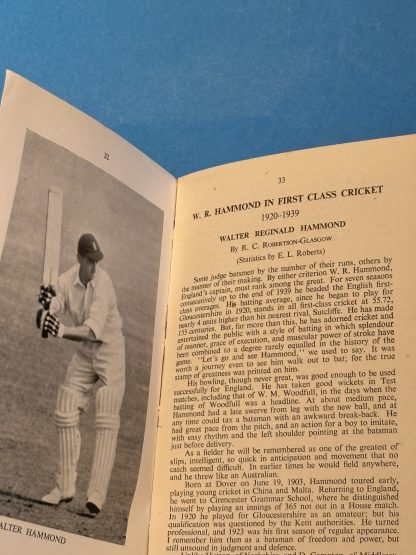 32
WALTER HAMMOND
33
W. R. HAMMOND IN FIRST CLASS CRICKET
1920-1939
WALTER REGINALD HAMMOND
By R. C. ROBERTSON-GLASGOW
(Statistics by E. L. Roberts)
Some judge batsmen by the number of their runs, others by
the manner of their making. By either criterion W. R. Hammond,
England's captain, must rank among the great. For seven seasons
consecutively up to the end of 1939 he headed the English first-
class averages. His batting average, since he began to play for
Gloucestershire in 1920, stands in all first-class cricket at 55.72,
nearly 4 units higher than his nearest rival, Sutcliffe. He has made
155 centuries. But, far more than this, he has adorned cricket and
entertained the public with a style of batting in which splendour
of manner, grace of execution, and muscular power of stroke have
been combined to a degree rarely equalled in the history of the
game. "Let's go and see Hammond," we used to say. It was
worth a journey even to see him walk out to bat; for the true
stamp of greatness was printed on him.
His bowling, though never great, was good enough to be used
successfully for England. He has taken good wickets in Test
matches, including that of W. M. Woodfull, in the days when the
batting of Woodfull was a headline. At about medium pace,
Hammond had a late swerve from leg with the new ball, and at
any time could tax a batsman with an awkward break-back. He
had great pace from the pitch, and an action for a boy to imitate,
with easy rhythm and the left shoulder pointing at the batsman
just before delivery.
As a fielder he will be remembered as one of the greatest of
slips, intelligent, so quick in anticipation and movement that no
catch seemed difficult. In earlier times he would field anywhere,
and he threw like an Australian.
Born at Dover on June 19, 1903, Hammond toured early,
playing young cricket in China and Malta. Returning to England,
he went to Cirencester Grammar School, where he distinguished
himself by playing an innings of 365 not out in a House match.
In 1920 he played for Gloucestershire as an amateur; but his
qualification was questioned by the Kent authorities. He turned
professional, and 1923 was his first season of regular appearance.
I remember him then as a batsman of freedom and power, but
still unsound in judgment and defence.